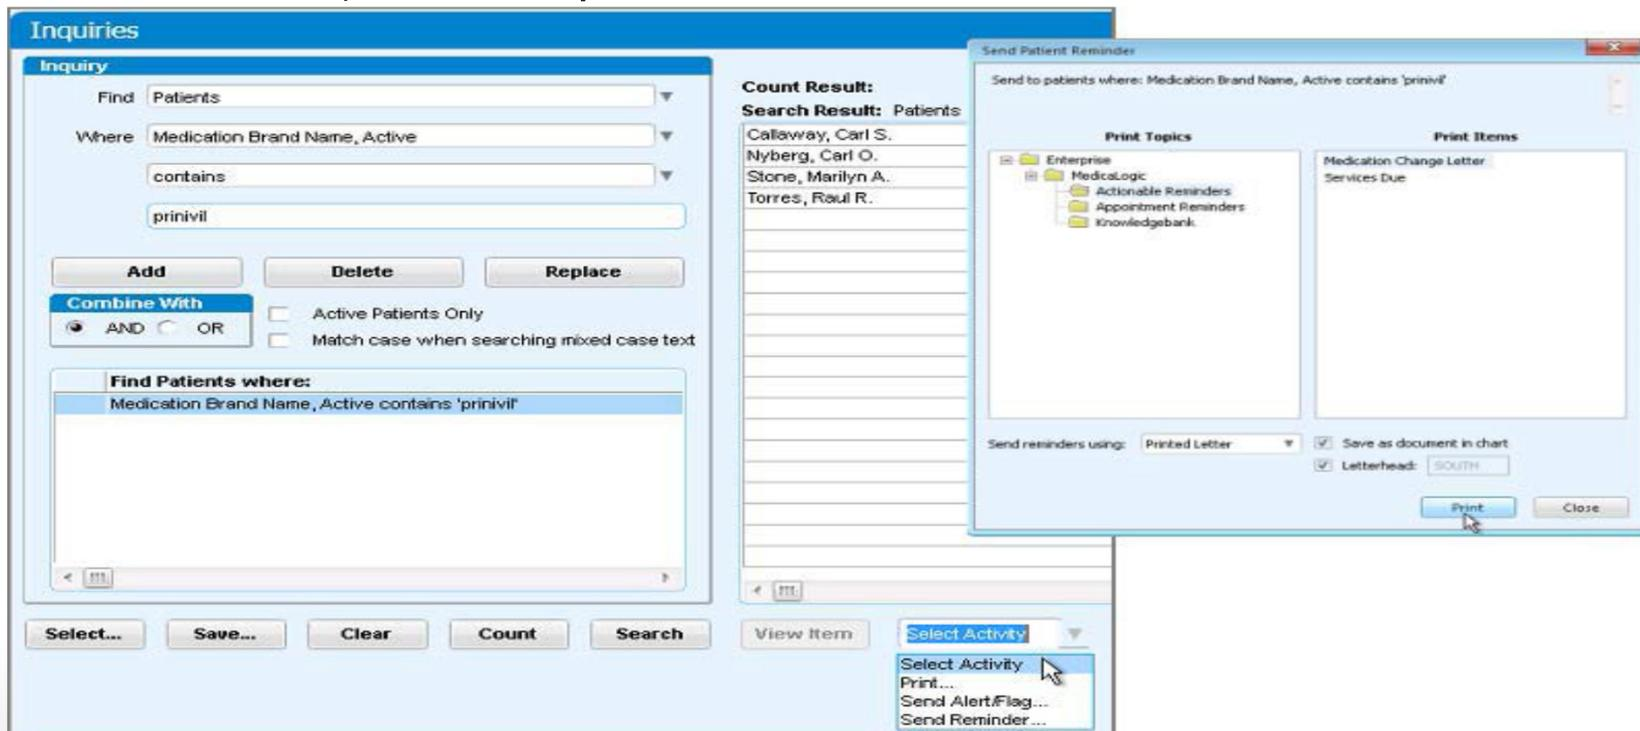 Inquiries
Inquiry
Find Patients
Where Medication Brand Name, Active
contains
prinivil
Add Delete Replace
Combine With
AND OR
Active Patients Only
Match case when searching mixed case text
Find Patients where:
Medication Brand Name, Active contains 'prinivil'
Select... Save... Clear Count Search
Count Result:
Search Result: Patients
Callaway, Carl S.
Nyberg, Carl O.
Stone, Marilyn A.
Torres, Raul R.
View Item Select Activity
Select Activity
Print...
Send Alert/Flag...
Send Reminder...
Send Patient Reminder
Send to patients where: Medication Brand Name, Active contains 'prinivil'
Print Topics
Enterprise
MedicaLogic
Actionable Reminders
Appointment Reminders
Knowledgebank
Print Items
Medication Change Letter
Services Due
Send reminders using: Printed Letter
Save as document in chart
Letterhead: SOUTH
Print Close